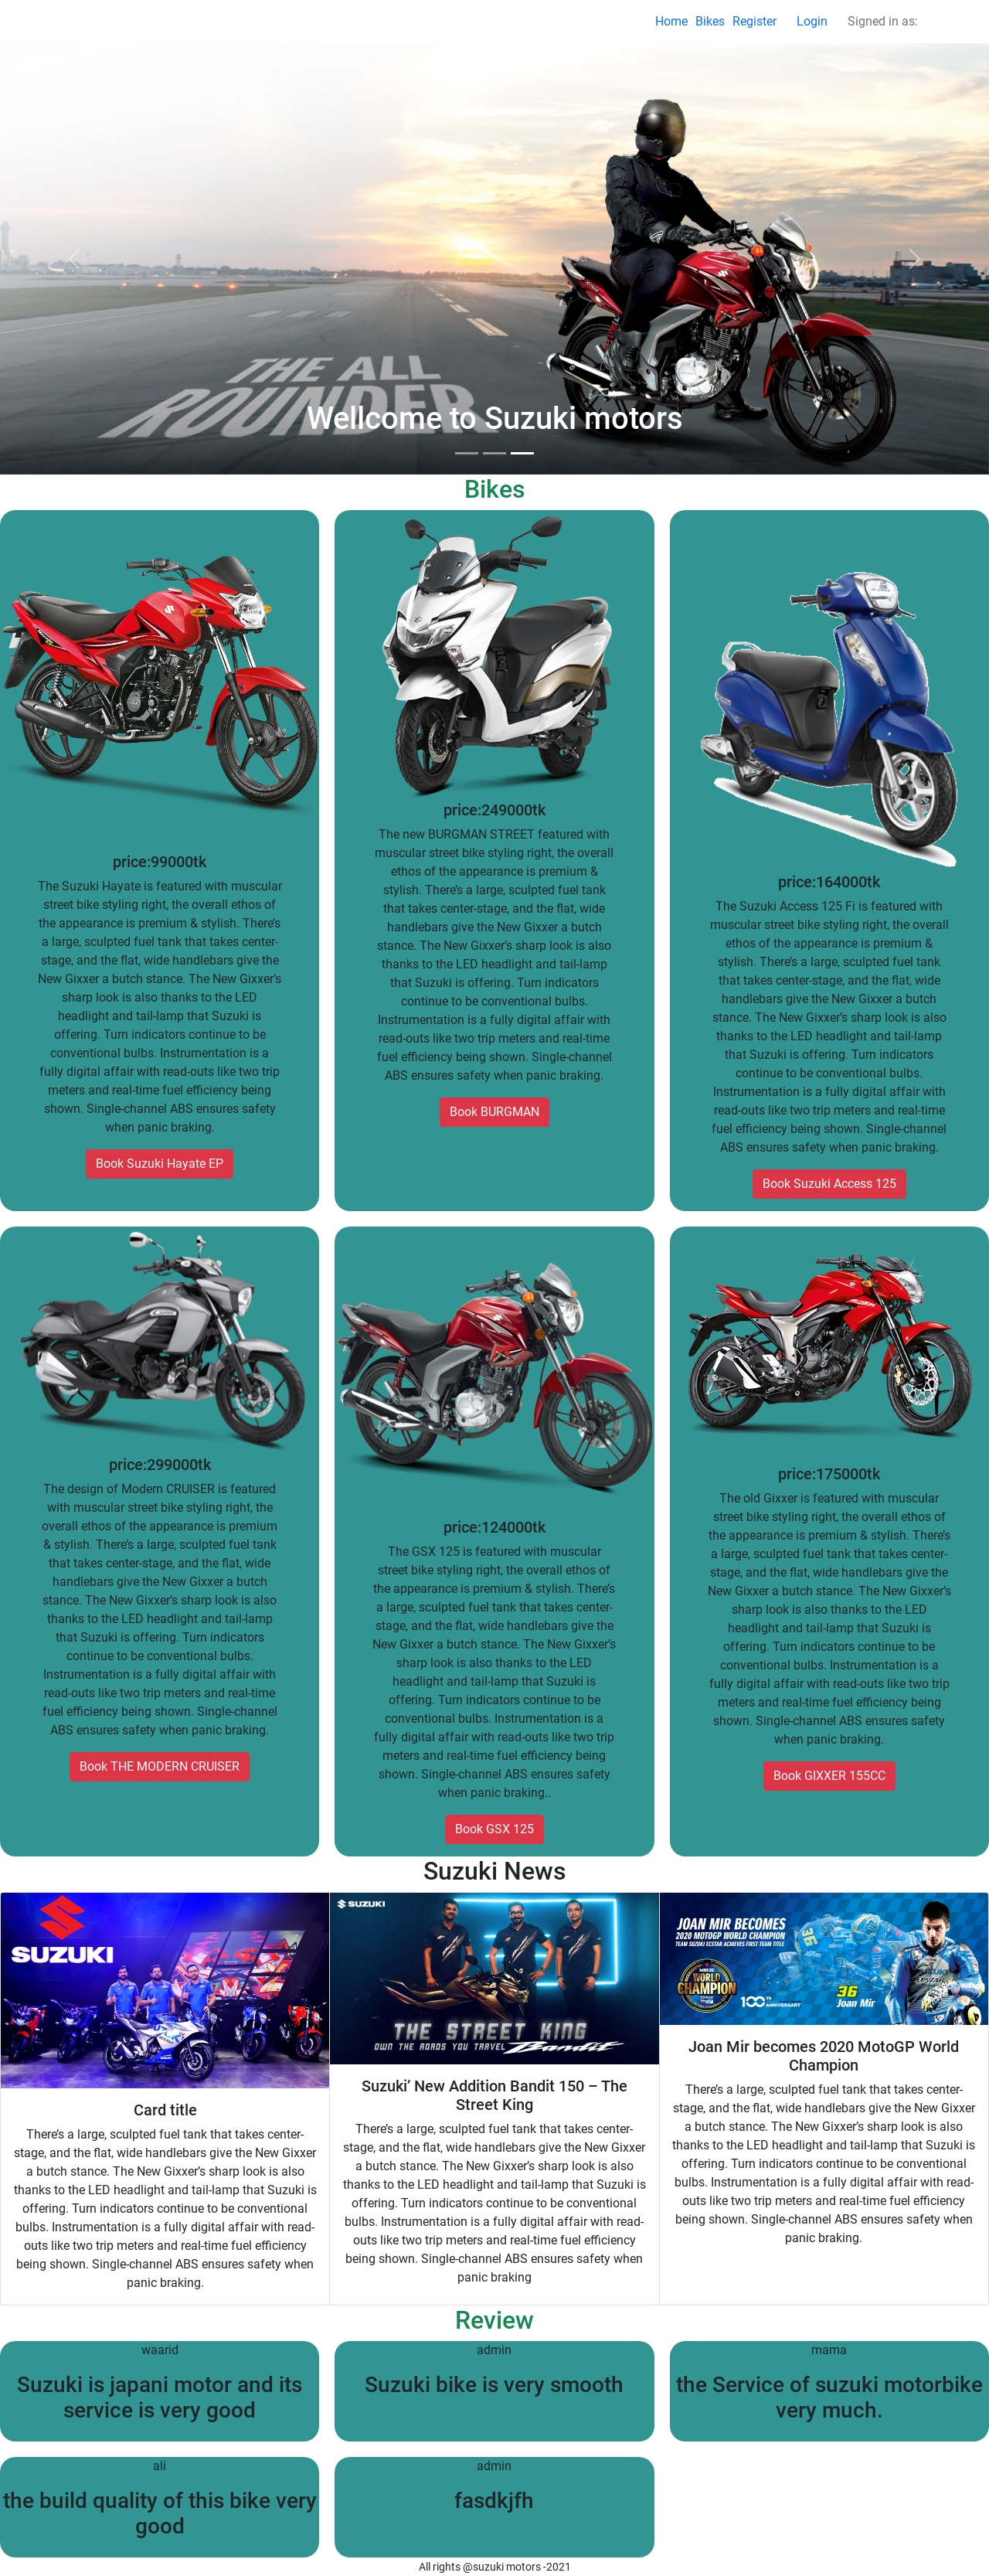 Home Bikes Register Login Signed in as:
THE ALL
ROUNDER
Wellcome to Suzuki motors
Bikes
price:99000tk
The Suzuki Hayate is featured with muscular
street bike styling right, the overall ethos of
the appearance is premium & stylish. There's
a large, sculpted fuel tank that takes center-
stage, and the flat, wide handlebars give the
New Gixxer a butch stance. The New Gixxer's
sharp look is also thanks to the LED
headlight and tail-lamp that Suzuki is
offering. Turn indicators continue to be
conventional bulbs. Instrumentation is a
fully digital affair with read-outs like two trip
meters and real-time fuel efficiency being
shown. Single-channel ABS ensures safety
when panic braking.
Book Suzuki Hayate EP
price:249000tk
The new BURGMAN STREET featured with
muscular street bike styling right, the overall
ethos of the appearance is premium &
stylish. There's a large, sculpted fuel tank
that takes center-stage, and the flat, wide
handlebars give the New Gixxer a butch
stance. The New Gixxer's sharp look is also
thanks to the LED headlight and tail-lamp
that Suzuki is offering. Turn indicators
continue to be conventional bulbs.
Instrumentation is a fully digital affair with
read-outs like two trip meters and real-time
fuel efficiency being shown. Single-channel
ABS ensures safety when panic braking.
Book BURGMAN
price:164000tk
The Suzuki Access 125 Fi is featured with
muscular street bike styling right, the overall
ethos of the appearance is premium &
stylish. There's a large, sculpted fuel tank
that takes center-stage, and the flat, wide
handlebars give the New Gixxer a butch
stance. The New Gixxer's sharp look is also
thanks to the LED headlight and tail-lamp
that Suzuki is offering. Turn indicators
continue to be conventional bulbs.
Instrumentation is a fully digital affair with
read-outs like two trip meters and real-time
fuel efficiency being shown. Single-channel
ABS ensures safety when panic braking.
Book Suzuki Access 125
price:299000tk
The design of Modern CRUISER is featured
with muscular street bike styling right, the
overall ethos of the appearance is premium
& stylish. There's a large, sculpted fuel tank
that takes center-stage, and the flat, wide
handlebars give the New Gixxer a butch
stance. The New Gixxer's sharp look is also
thanks to the LED headlight and tail-lamp
that Suzuki is offering. Turn indicators
continue to be conventional bulbs.
Instrumentation is a fully digital affair with
read-outs like two trip meters and real-time
fuel efficiency being shown. Single-channel
ABS ensures safety when panic braking.
Book THE MODERN CRUISER
price:124000tk
The GSX 125 is featured with muscular
street bike styling right, the overall ethos of
the appearance is premium & stylish. There's
a large, sculpted fuel tank that takes center-
stage, and the flat, wide handlebars give the
New Gixxer a butch stance. The New Gixxer's
sharp look is also thanks to the LED
headlight and tail-lamp that Suzuki is
offering. Turn indicators continue to be
conventional bulbs. Instrumentation is a
fully digital affair with read-outs like two trip
meters and real-time fuel efficiency being
shown. Single-channel ABS ensures safety
when panic braking..
Book GSX 125
price:175000tk
The old Gixxer is featured with muscular
street bike styling right, the overall ethos of
the appearance is premium & stylish. There's
a large, sculpted fuel tank that takes center-
stage, and the flat, wide handlebars give the
New Gixxer a butch stance. The New Gixxer's
sharp look is also thanks to the LED
headlight and tail-lamp that Suzuki is
offering. Turn indicators continue to be
conventional bulbs. Instrumentation is a
fully digital affair with read-outs like two trip
meters and real-time fuel efficiency being
shown. Single-channel ABS ensures safety
when panic braking.
Book GIXXER 155CC
Suzuki News
SUZUKI
Card title
There's a large, sculpted fuel tank that takes center-
stage, and the flat, wide handlebars give the New Gixxer
a butch stance. The New Gixxer's sharp look is also
thanks to the LED headlight and tail-lamp that Suzuki is
offering. Turn indicators continue to be conventional
bulbs. Instrumentation is a fully digital affair with read-
outs like two trip meters and real-time fuel efficiency
being shown. Single-channel ABS ensures safety when
panic braking.
SUZUKI
THE STREET KING
OWN THE ROADS YOU TRAVEL Bandit
Suzuki' New Addition Bandit 150 – The
Street King
There's a large, sculpted fuel tank that takes center-
stage, and the flat, wide handlebars give the New Gixxer
a butch stance. The New Gixxer's sharp look is also
thanks to the LED headlight and tail-lamp that Suzuki is
offering. Turn indicators continue to be conventional
bulbs. Instrumentation is a fully digital affair with read-
outs like two trip meters and real-time fuel efficiency
being shown. Single-channel ABS ensures safety when
panic braking
JOAN MIR BECOMES
2020 MOTOGP WORLD CHAMPION
TEAM SUZUKI ECSTAR ACHIEVES FIRST TEAM TITLE
WORLD
CHAMPION
100TH ANNIVERSARY
36
Joan Mir
Joan Mir becomes 2020 MotoGP World
Champion
There's a large, sculpted fuel tank that takes center-
stage, and the flat, wide handlebars give the New Gixxer
a butch stance. The New Gixxer's sharp look is also
thanks to the LED headlight and tail-lamp that Suzuki is
offering. Turn indicators continue to be conventional
bulbs. Instrumentation is a fully digital affair with read-
outs like two trip meters and real-time fuel efficiency
being shown. Single-channel ABS ensures safety when
panic braking.
Review
waarid
Suzuki is japani motor and its
service is very good
admin
Suzuki bike is very smooth
mama
the Service of suzuki motorbike
very much.
ali
the build quality of this bike very
good
admin
fasdkjfh
All rights @suzuki motors -2021